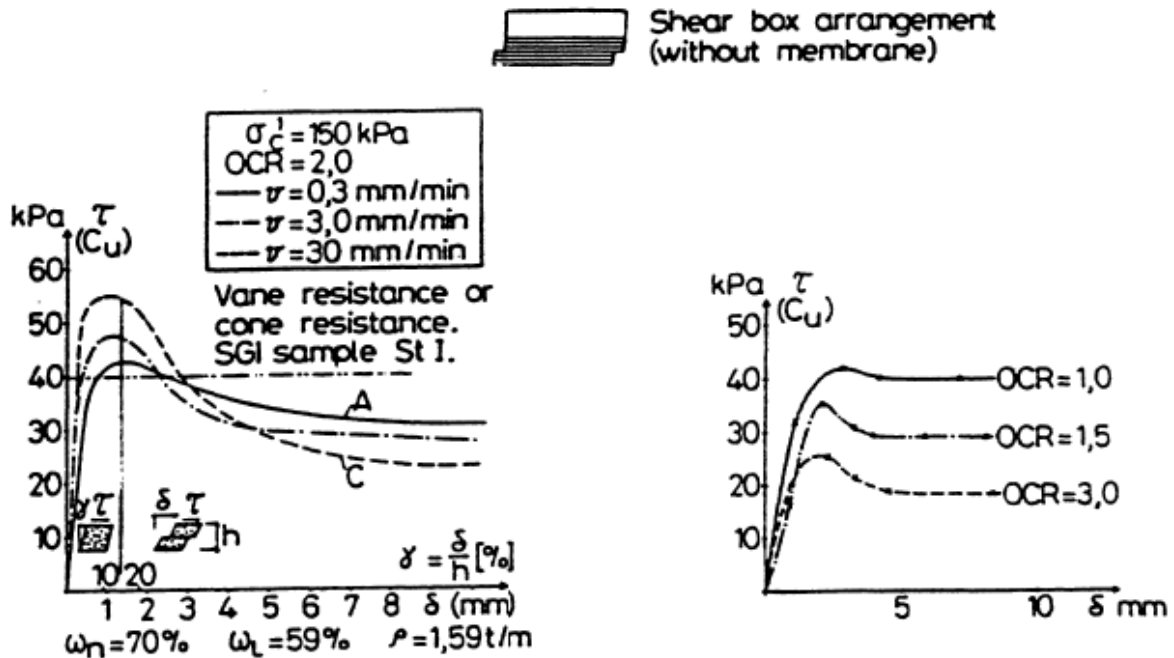 Shear box arrangement
(without membrane)
σ'c = 150 kPa
OCR = 2,0
v = 0,3 mm/min
v = 3,0 mm/min
v = 30 mm/min
Vane resistance or
cone resistance.
SGI sample St I.
kPa τ
(Cu)
60
50
40
30
20
10
A
C
γ τ
δ τ
h
γ = δ/h [%]
10 20
1 2 3 4 5 6 7 8 δ (mm)
ωn = 70% ωL = 59% ρ = 1,59 t/m
kPa τ
(Cu)
50
40
30
20
10
OCR = 1,0
OCR = 1,5
OCR = 3,0
5 10 δ mm